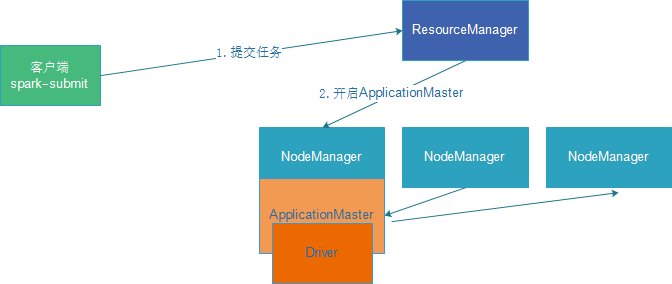 ResourceManager
1. 提交任务
客户端
spark-submit
2. 开启ApplicationMaster
NodeManager
NodeManager
NodeManager
ApplicationMaster
Driver